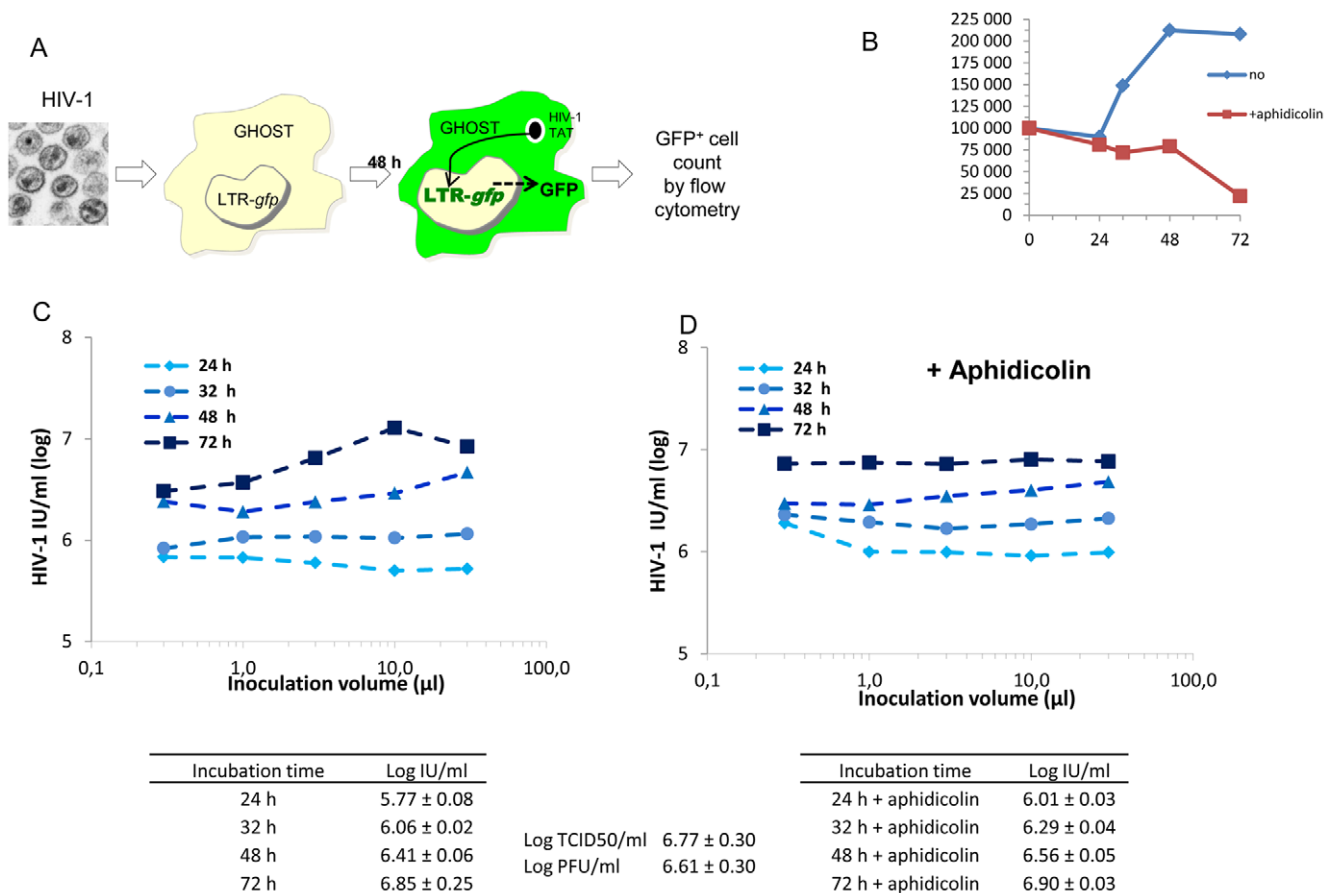 A
HIV-1
GHOST
LTR-gfp
48 h
GHOST
HIV-1
TAT
LTR-gfp
GFP
GFP⁺ cell
count
by flow
cytometry
B
225 000
200 000
175 000
150 000
125 000
100 000
75 000
50 000
25 000
0
0 24 48 72
no
+aphidicolin
C
8
7
6
5
HIV-1 IU/ml (log)
24 h
32 h
48 h
72 h
0,1 1,0 10,0 100,0
Inoculation volume (µl)
D
8
7
6
5
HIV-1 IU/ml (log)
24 h
32 h
48 h
72 h
+ Aphidicolin
0,1 1,0 10,0 100,0
Inoculation volume (µl)
Incubation time Log IU/ml
24 h 5.77 ± 0.08
32 h 6.06 ± 0.02
48 h 6.41 ± 0.06
72 h 6.85 ± 0.25
Log TCID50/ml 6.77 ± 0.30
Log PFU/ml 6.61 ± 0.30
Incubation time Log IU/ml
24 h + aphidicolin 6.01 ± 0.03
32 h + aphidicolin 6.29 ± 0.04
48 h + aphidicolin 6.56 ± 0.05
72 h + aphidicolin 6.90 ± 0.03